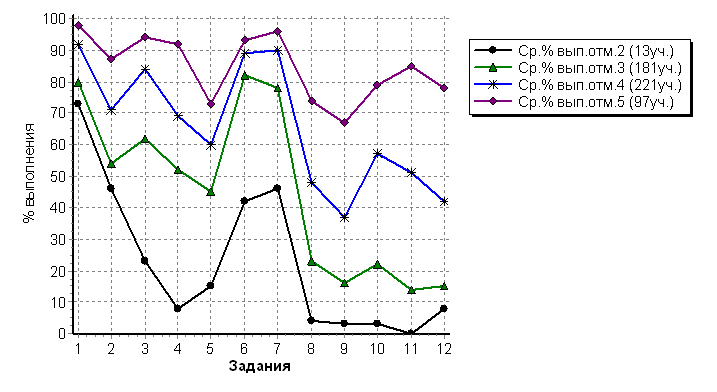 100
90
80
70
60
50
40
30
20
10
0
% выполнения
1 2 3 4 5 6 7 8 9 10 11 12
Задания
Ср.% вып.отм.2 (13уч.)
Ср.% вып.отм.3 (181уч.)
Ср.% вып.отм.4 (221уч.)
Ср.% вып.отм.5 (97уч.)